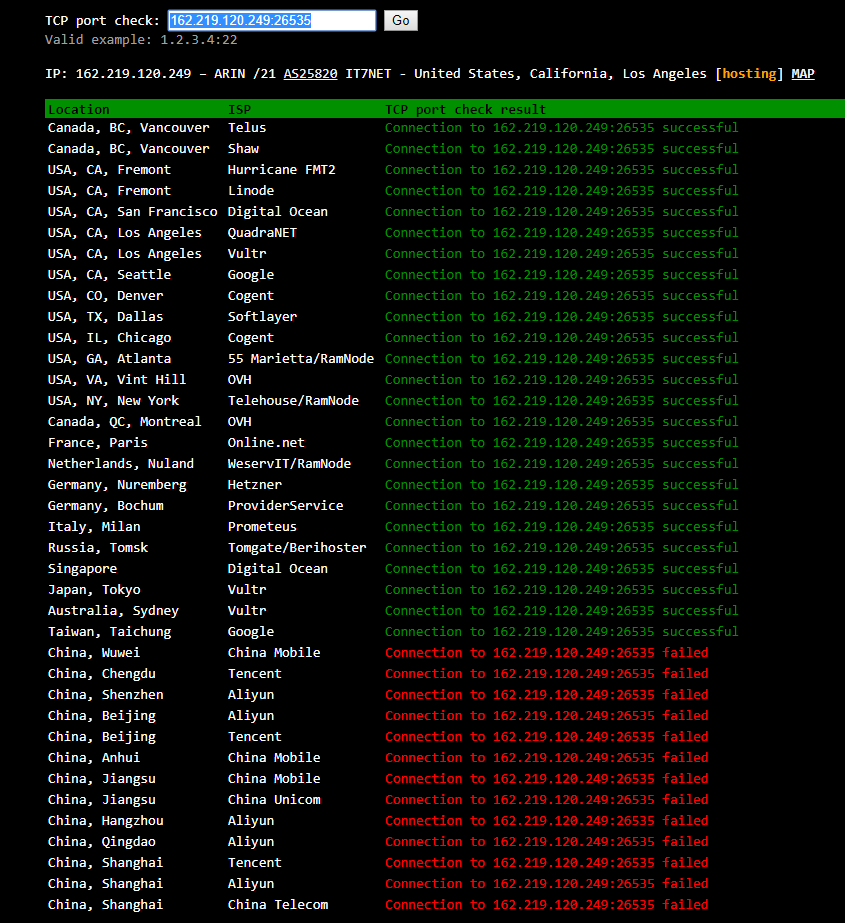 TCP port check: 162.219.120.249:26535 Go
Valid example: 1.2.3.4:22
IP: 162.219.120.249 – ARIN /21 AS25820 IT7NET - United States, California, Los Angeles [hosting] MAP
Location ISP TCP port check result
Canada, BC, Vancouver Telus Connection to 162.219.120.249:26535 successful
Canada, BC, Vancouver Shaw Connection to 162.219.120.249:26535 successful
USA, CA, Fremont Hurricane FMT2 Connection to 162.219.120.249:26535 successful
USA, CA, Fremont Linode Connection to 162.219.120.249:26535 successful
USA, CA, San Francisco Digital Ocean Connection to 162.219.120.249:26535 successful
USA, CA, Los Angeles QuadraNET Connection to 162.219.120.249:26535 successful
USA, CA, Los Angeles Vultr Connection to 162.219.120.249:26535 successful
USA, CA, Seattle Google Connection to 162.219.120.249:26535 successful
USA, CO, Denver Cogent Connection to 162.219.120.249:26535 successful
USA, TX, Dallas Softlayer Connection to 162.219.120.249:26535 successful
USA, IL, Chicago Cogent Connection to 162.219.120.249:26535 successful
USA, GA, Atlanta 55 Marietta/RamNode Connection to 162.219.120.249:26535 successful
USA, VA, Vint Hill OVH Connection to 162.219.120.249:26535 successful
USA, NY, New York Telehouse/RamNode Connection to 162.219.120.249:26535 successful
Canada, QC, Montreal OVH Connection to 162.219.120.249:26535 successful
France, Paris Online.net Connection to 162.219.120.249:26535 successful
Netherlands, Nuland WeservIT/RamNode Connection to 162.219.120.249:26535 successful
Germany, Nuremberg Hetzner Connection to 162.219.120.249:26535 successful
Germany, Bochum ProviderService Connection to 162.219.120.249:26535 successful
Italy, Milan Prometeus Connection to 162.219.120.249:26535 successful
Russia, Tomsk Tomgate/Berihoster Connection to 162.219.120.249:26535 successful
Singapore Digital Ocean Connection to 162.219.120.249:26535 successful
Japan, Tokyo Vultr Connection to 162.219.120.249:26535 successful
Australia, Sydney Vultr Connection to 162.219.120.249:26535 successful
Taiwan, Taichung Google Connection to 162.219.120.249:26535 successful
China, Wuwei China Mobile Connection to 162.219.120.249:26535 failed
China, Chengdu Tencent Connection to 162.219.120.249:26535 failed
China, Shenzhen Aliyun Connection to 162.219.120.249:26535 failed
China, Beijing Aliyun Connection to 162.219.120.249:26535 failed
China, Beijing Tencent Connection to 162.219.120.249:26535 failed
China, Anhui China Mobile Connection to 162.219.120.249:26535 failed
China, Jiangsu China Mobile Connection to 162.219.120.249:26535 failed
China, Jiangsu China Unicom Connection to 162.219.120.249:26535 failed
China, Hangzhou Aliyun Connection to 162.219.120.249:26535 failed
China, Qingdao Aliyun Connection to 162.219.120.249:26535 failed
China, Shanghai Tencent Connection to 162.219.120.249:26535 failed
China, Shanghai Aliyun Connection to 162.219.120.249:26535 failed
China, Shanghai China Telecom Connection to 162.219.120.249:26535 failed